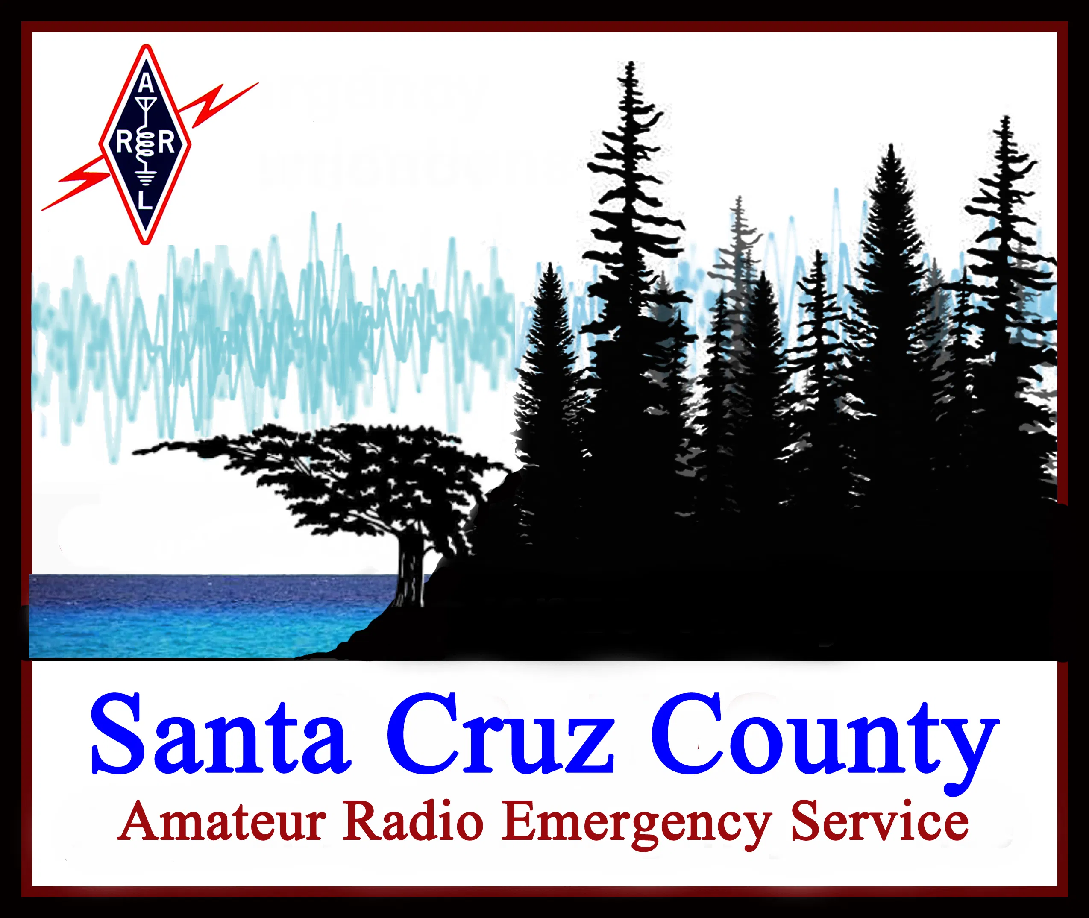 A
R R
L
Santa Cruz County
Amateur Radio Emergency Service